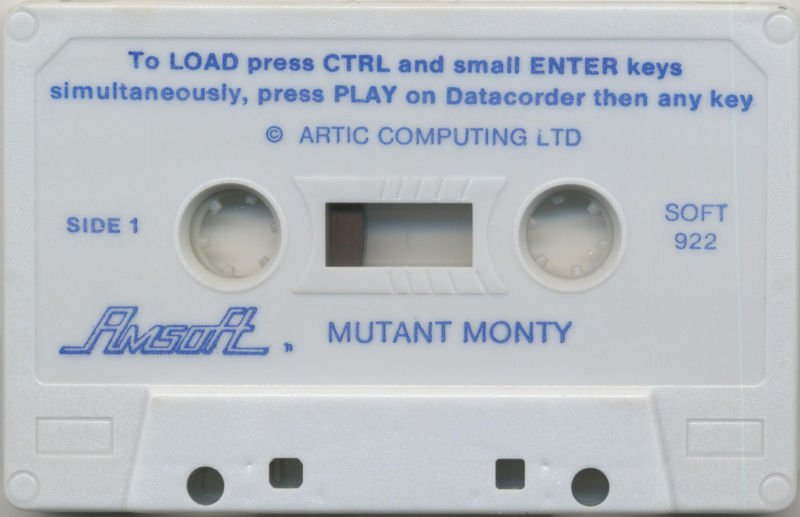 To LOAD press CTRL and small ENTER keys
simultaneously, press PLAY on Datacorder then any key
© ARTIC COMPUTING LTD
SIDE 1
SOFT
922
Amsoft
MUTANT MONTY